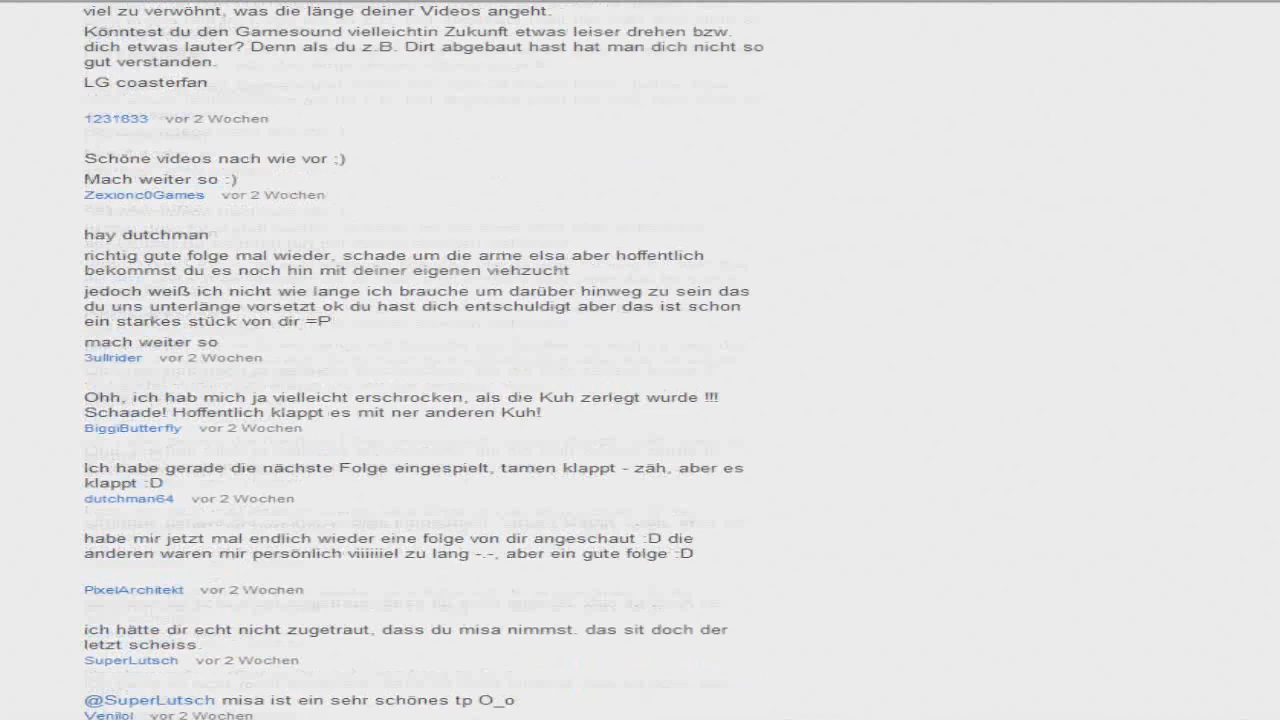 viel zu verwöhnt, was die länge deiner Videos angeht.
Könntest du den Gamesound vielleichtin Zukunft etwas leiser drehen bzw.
dich etwas lauter? Denn als du z.B. Dirt abgebaut hast hat man dich nicht so
gut verstanden.
LG coasterfan
1231833 vor 2 Wochen
Schöne videos nach wie vor ;)
Mach weiter so :)
Zexionc0Games vor 2 Wochen
hay dutchman
richtig gute folge mal wieder, schade um die arme elsa aber hoffentlich
bekommst du es noch hin mit deiner eigenen viehzucht
jedoch weiß ich nicht wie lange ich brauche um darüber hinweg zu sein das
du uns unterlänge vorsetzt ok du hast dich entschuldigt aber das ist schon
ein starkes stück von dir =P
mach weiter so
3ullrider vor 2 Wochen
Ohh, ich hab mich ja vielleicht erschrocken, als die Kuh zerlegt wurde !!!
Schaade! Hoffentlich klappt es mit ner anderen Kuh!
BiggiButterfly vor 2 Wochen
Ich habe gerade die nächste Folge eingespielt, tamen klappt - zäh, aber es
klappt :D
dutchman64 vor 2 Wochen
habe mir jetzt mal endlich wieder eine folge von dir angeschaut :D die
anderen waren mir persönlich viiiiiiel zu lang -.-, aber ein gute folge :D
PixelArchitekt vor 2 Wochen
ich hätte dir echt nicht zugetraut, dass du misa nimmst. das sit doch der
letzt scheiss.
SuperLutsch vor 2 Wochen
@SuperLutsch misa ist ein sehr schönes tp O_o
Venilol vor 2 Wochen